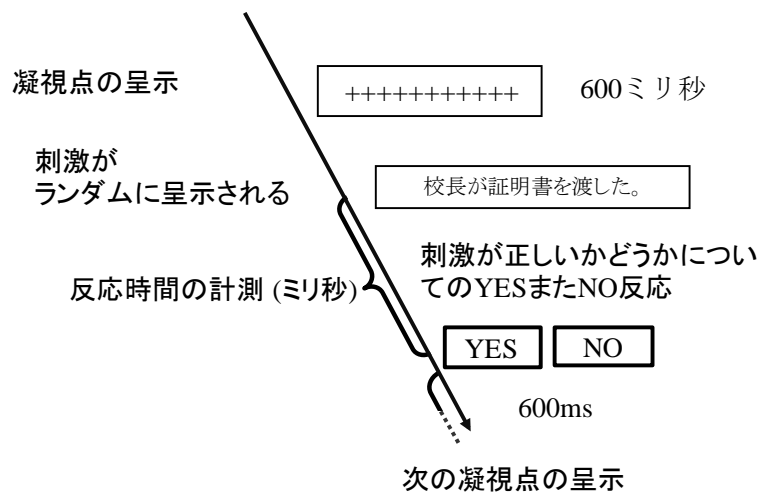 凝視点の呈示
+++++++++++
600ミリ秒
刺激が
ランダムに呈示される
校長が証明書を渡した。
刺激が正しいかどうかについ
てのYESまたNO反応
反応時間の計測 (ミリ秒)
YES
NO
600ms
次の凝視点の呈示